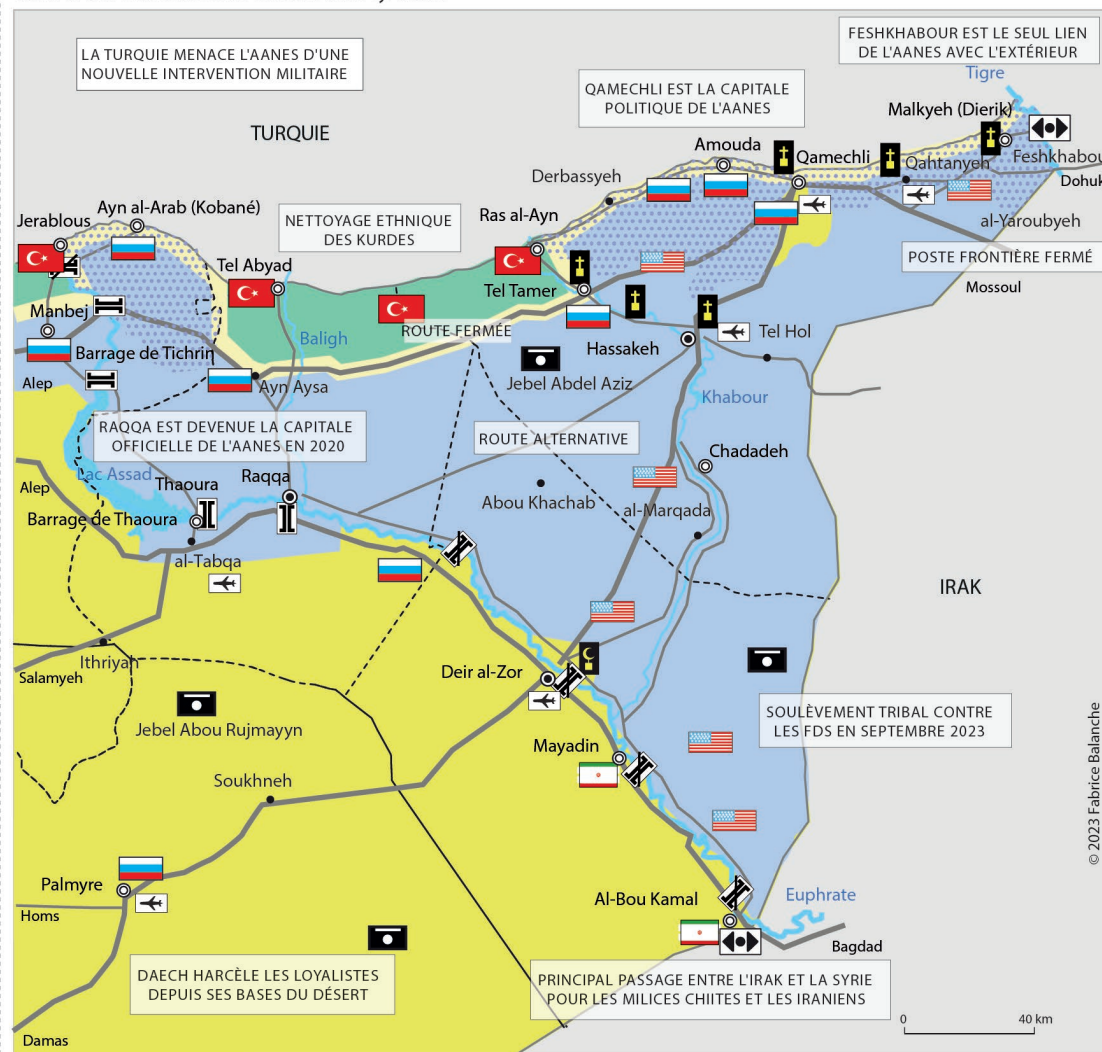 LA TURQUIE MENACE L'AANES D'UNE
NOUVELLE INTERVENTION MILITAIRE
FESHKHABOUR EST LE SEUL LIEN
DE L'AANES AVEC L'EXTÉRIEUR
Tigre
QAMECHLI EST LA CAPITALE
POLITIQUE DE L'AANES
Malkyeh (Dierik)
TURQUIE
Amouda
Qamechli
Qahtanyeh
Feshkhabou
Dohuk
Derbassyeh
Ayn al-Arab (Kobané)
Jerablous
NETTOYAGE ETHNIQUE
DES KURDES
Ras al-Ayn
al-Yaroubyeh
POSTE FRONTIÈRE FERMÉ
Tel Abyad
Tel Tamer
Mossoul
Manbej
Baligh
ROUTE FERMÉE
Tel Hol
Barrage de Tichrin
Hassakeh
Alep
Ayn Aysa
Jebel Abdel Aziz
Khabour
RAQQA EST DEVENUE LA CAPITALE
OFFICIELLE DE L'AANES EN 2020
ROUTE ALTERNATIVE
Chadadeh
Lac Assad
Thaoura
Raqqa
Alep
Abou Khachab
al-Marqada
Barrage de Thaoura
al-Tabqa
IRAK
Ithriyah
Salamyeh
Deir al-Zor
Jebel Abou Rujmayyn
SOULÈVEMENT TRIBAL CONTRE
LES FDS EN SEPTEMBRE 2023
Mayadin
Soukhneh
Palmyre
Homs
Al-Bou Kamal
Euphrate
Bagdad
DAECH HARCÈLE LES LOYALISTES
DEPUIS SES BASES DU DÉSERT
PRINCIPAL PASSAGE ENTRE L'IRAK ET LA SYRIE
POUR LES MILICES CHIITES ET LES IRANIENS
0 40 km
Damas
© 2023 Fabrice Balanche